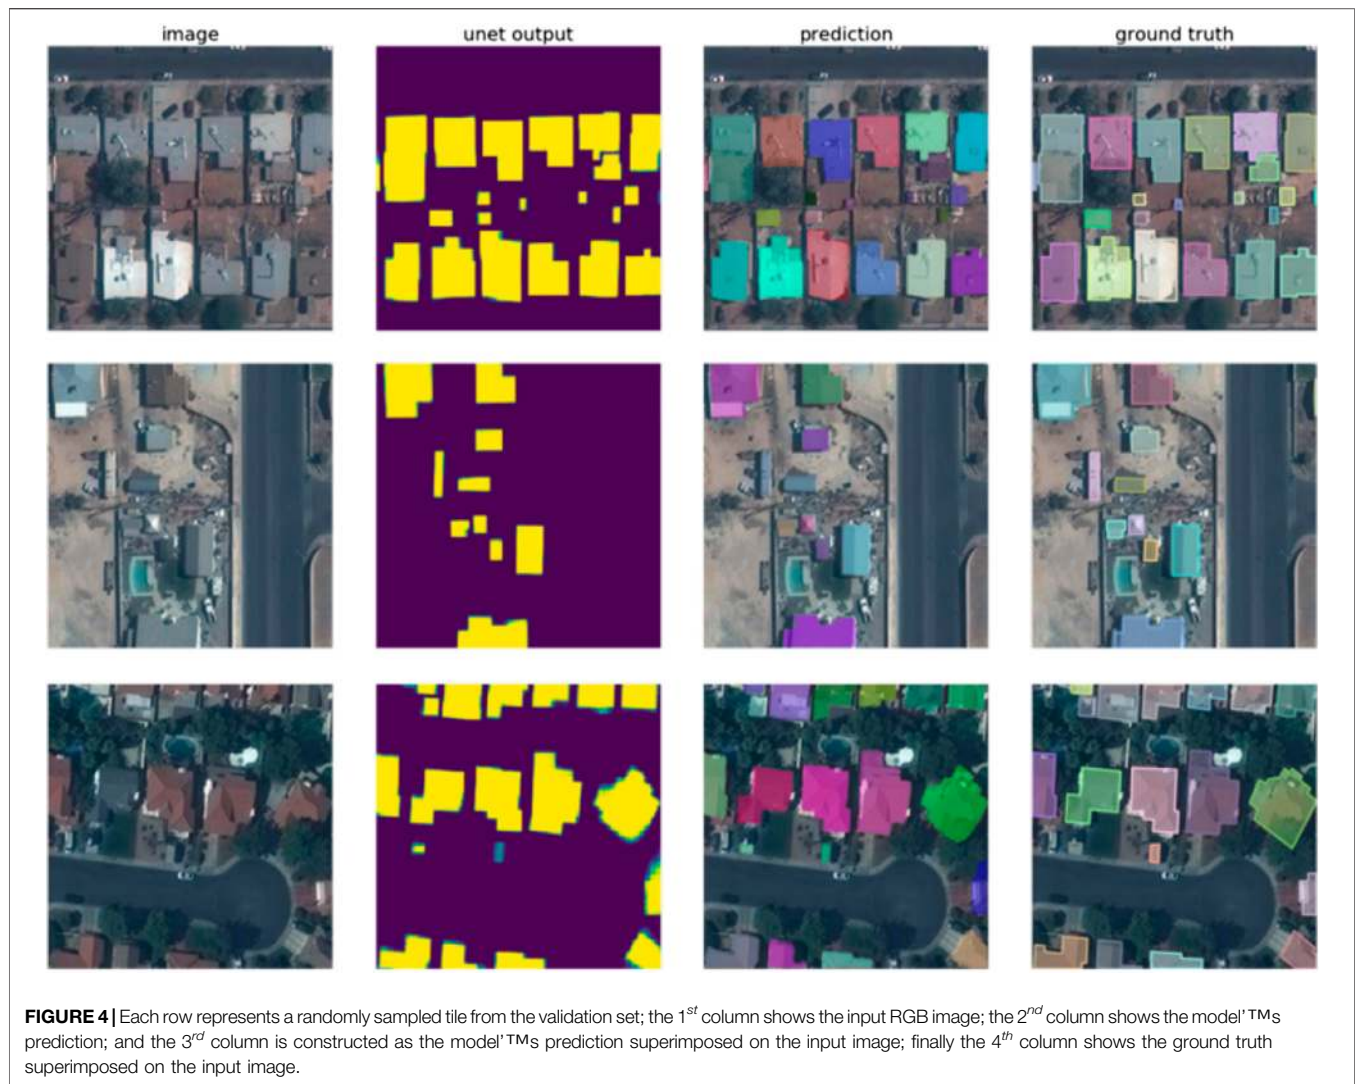 image unet output prediction ground truth
FIGURE 4 | Each row represents a randomly sampled tile from the validation set; the 1st column shows the input RGB image; the 2nd column shows the model’™s
prediction; and the 3rd column is constructed as the model’™s prediction superimposed on the input image; finally the 4th column shows the ground truth
superimposed on the input image.